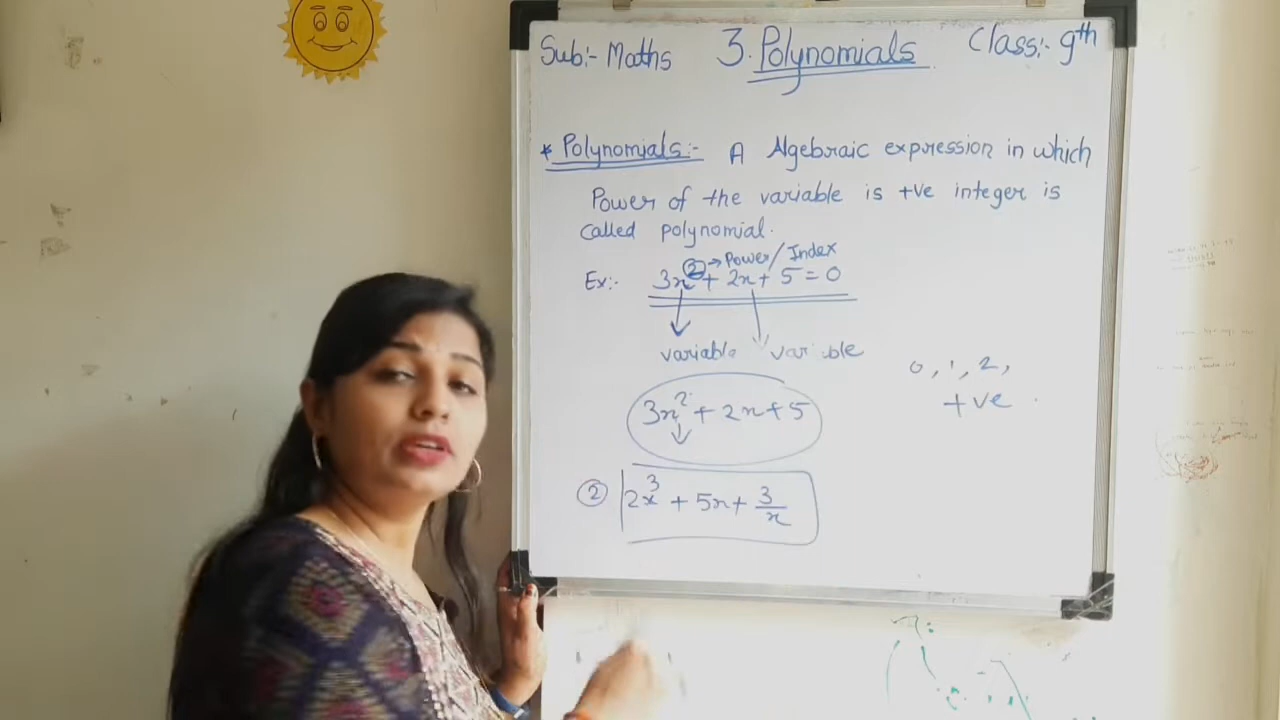 Sub:- Maths 3. Polynomials Class:- 9th
* Polynomials:- A Algebraic expression in which
Power of the variable is +ve integer is
called polynomial.
→ Power/Index
Ex:- 3x² + 2x + 5 = 0
variable variable
0, 1, 2,
+ve
3x² + 2x + 5
② 2x³ + 5x + 3/x